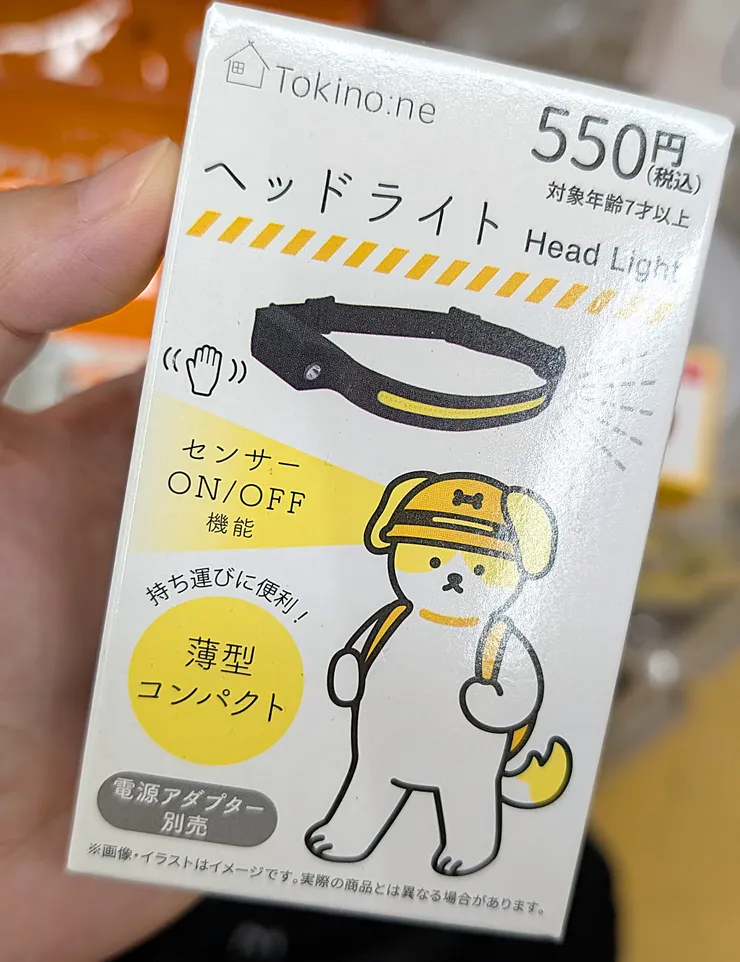 Tokino:ne
550円
(税込)
対象年齢7才以上
ヘッドライト Head Light
センサー
ON/OFF
機能
持ち運びに便利!
薄型
コンパクト
電源アダプター
別売
※画像・イラストはイメージです。実際の商品とは異なる場合があります。